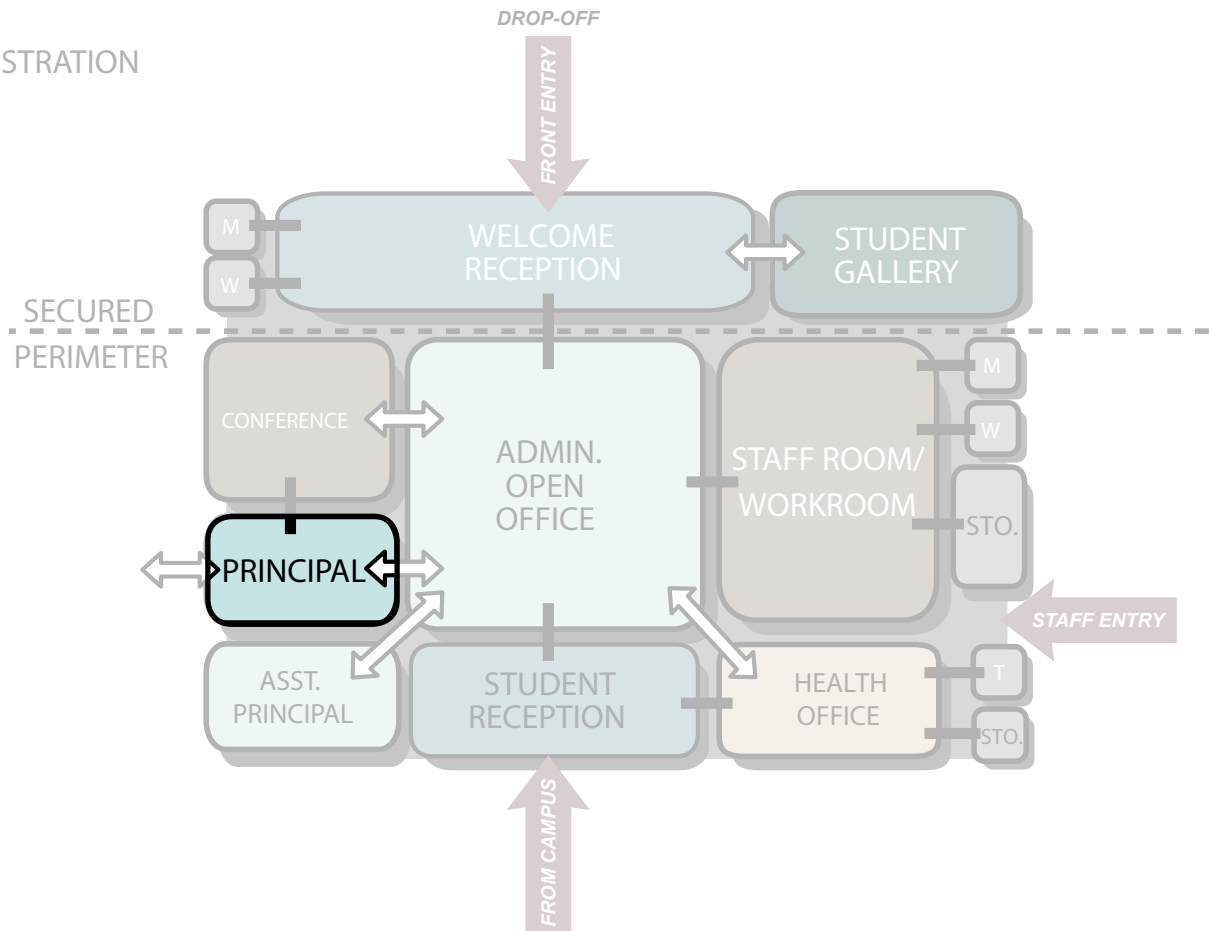 DROP-OFF
STRATION
FRONT ENTRY
M
W
WELCOME
RECEPTION
STUDENT
GALLERY
SECURED
PERIMETER
CONFERENCE
ADMIN.
OPEN
OFFICE
STAFF ROOM/
WORKROOM
M
W
STO.
PRINCIPAL
STAFF ENTRY
ASST.
PRINCIPAL
STUDENT
RECEPTION
HEALTH
OFFICE
T
STO.
FROM CAMPUS